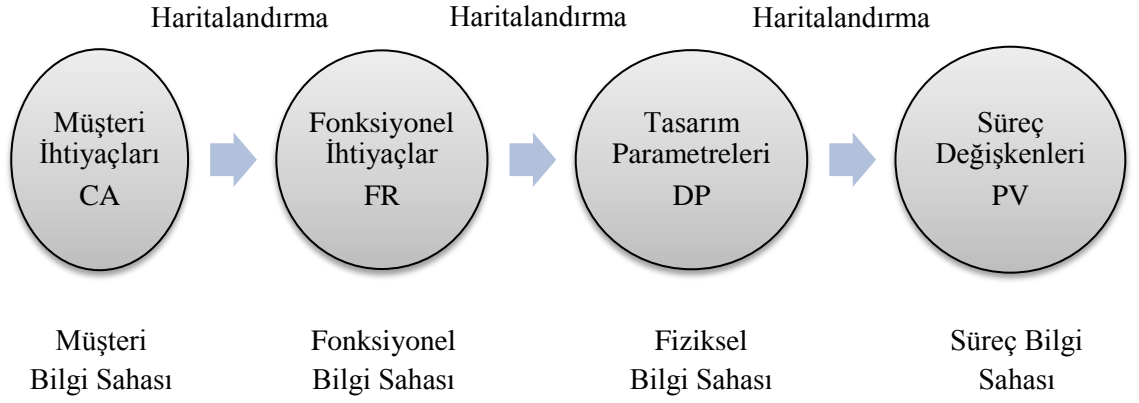 Haritalandırma
Haritalandırma
Haritalandırma
Müşteri
İhtiyaçları
CA
Fonksiyonel
İhtiyaçlar
FR
Tasarım
Parametreleri
DP
Süreç
Değişkenleri
PV
Müşteri
Bilgi Sahası
Fonksiyonel
Bilgi Sahası
Fiziksel
Bilgi Sahası
Süreç Bilgi
Sahası